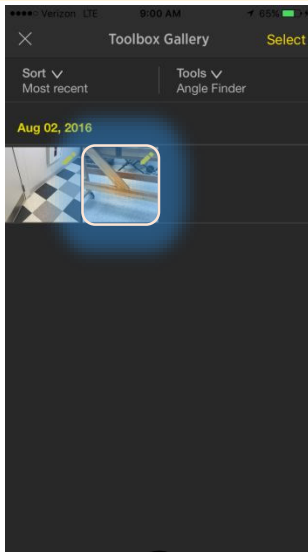 Verizon LTE 9:00 AM 65%
Toolbox Gallery Select
Sort Tools
Most recent Angle Finder
Aug 02, 2016